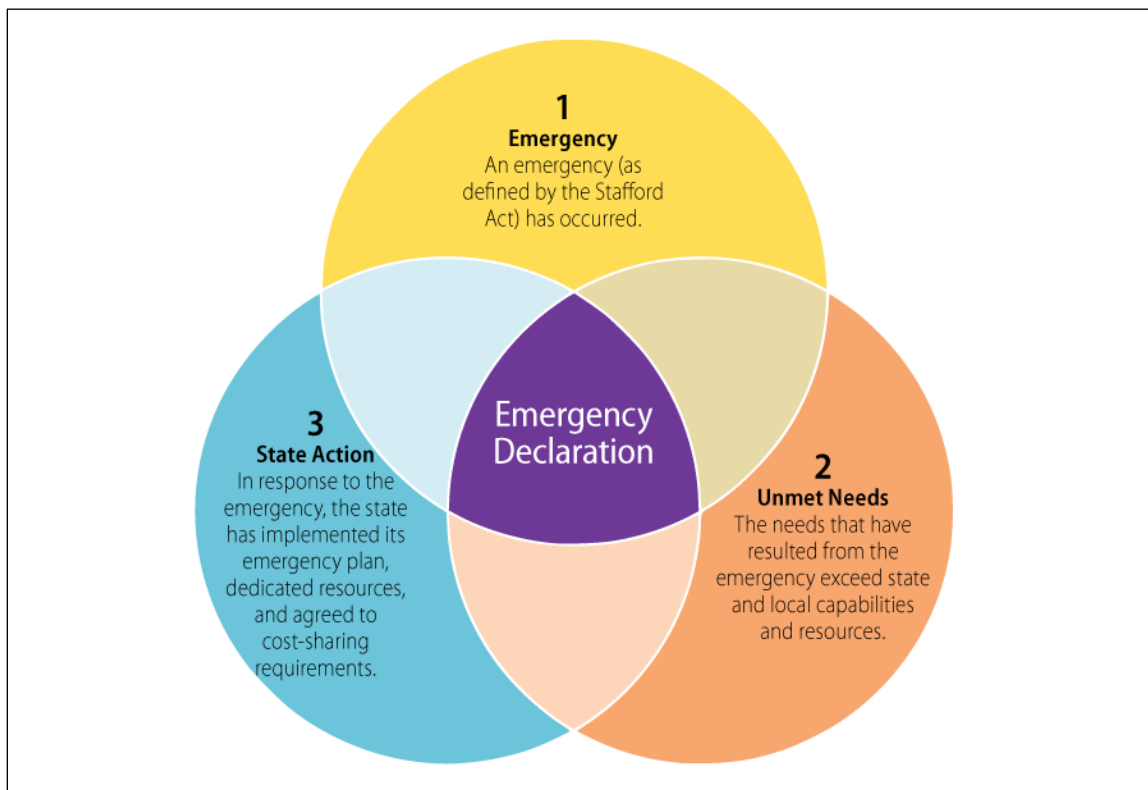 1
Emergency
An emergency (as
defined by the Stafford
Act) has occurred.
Emergency
Declaration
2
Unmet Needs
The needs that have
resulted from the
emergency exceed state
and local capabilities
and resources.
3
State Action
In response to the
emergency, the state
has implemented its
emergency plan,
dedicated resources,
and agreed to
cost-sharing
requirements.